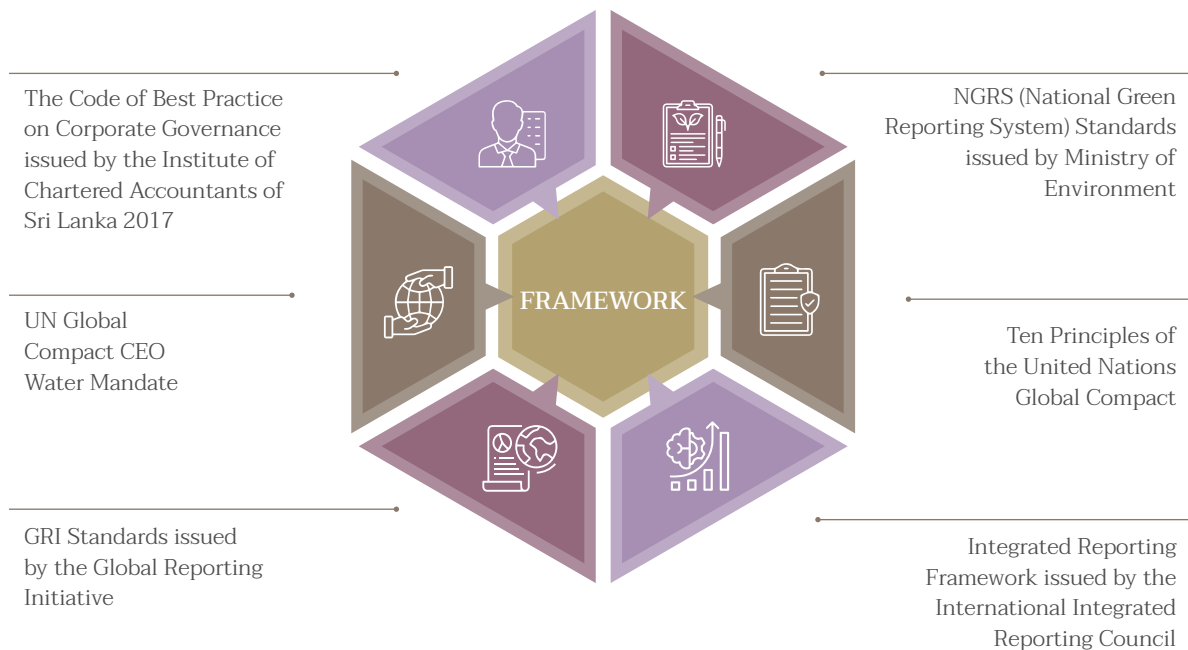 The Code of Best Practice
on Corporate Governance
issued by the Institute of
Chartered Accountants of
Sri Lanka 2017
NGRS (National Green
Reporting System) Standards
issued by Ministry of
Environment
UN Global
Compact CEO
Water Mandate
FRAMEWORK
Ten Principles of
the United Nations
Global Compact
GRI Standards issued
by the Global Reporting
Initiative
Integrated Reporting
Framework issued by the
International Integrated
Reporting Council